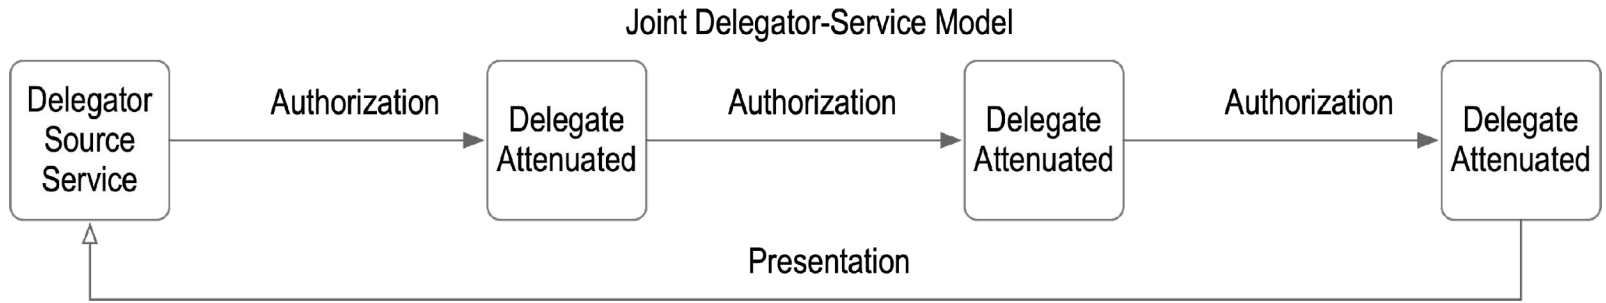 Joint Delegator-Service Model
Delegator
Source
Service
Authorization
Delegate
Attenuated
Authorization
Delegate
Attenuated
Authorization
Delegate
Attenuated
Presentation